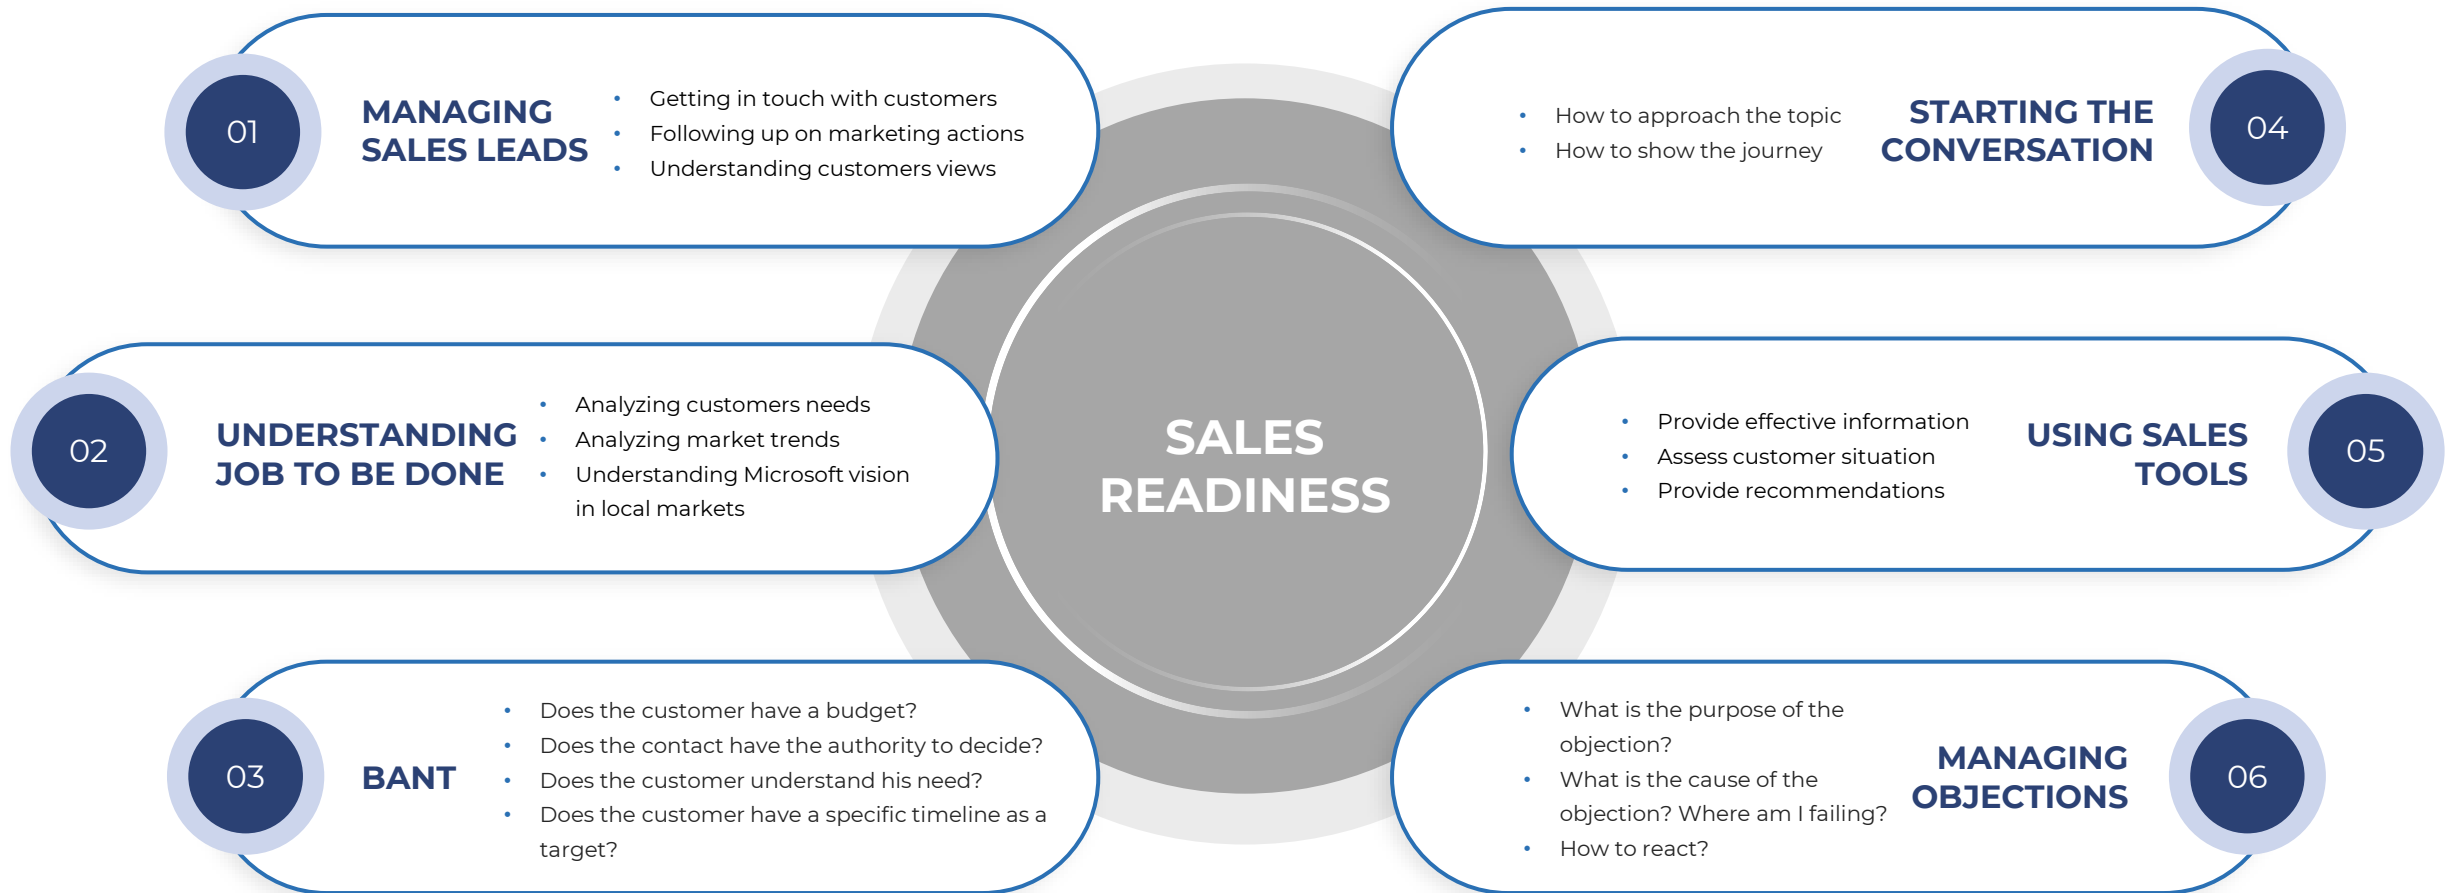 01
MANAGING
SALES LEADS
• Getting in touch with customers
• Following up on marketing actions
• Understanding customers views
02
UNDERSTANDING
JOB TO BE DONE
• Analyzing customers needs
• Analyzing market trends
• Understanding Microsoft vision
in local markets
03
BANT
• Does the customer have a budget?
• Does the contact have the authority to decide?
• Does the customer understand his need?
• Does the customer have a specific timeline as a
target?
SALES
READINESS
• How to approach the topic
• How to show the journey
STARTING THE
CONVERSATION
04
• Provide effective information
• Assess customer situation
• Provide recommendations
USING SALES
TOOLS
05
• What is the purpose of the
objection?
• What is the cause of the
objection? Where am I failing?
• How to react?
MANAGING
OBJECTIONS
06